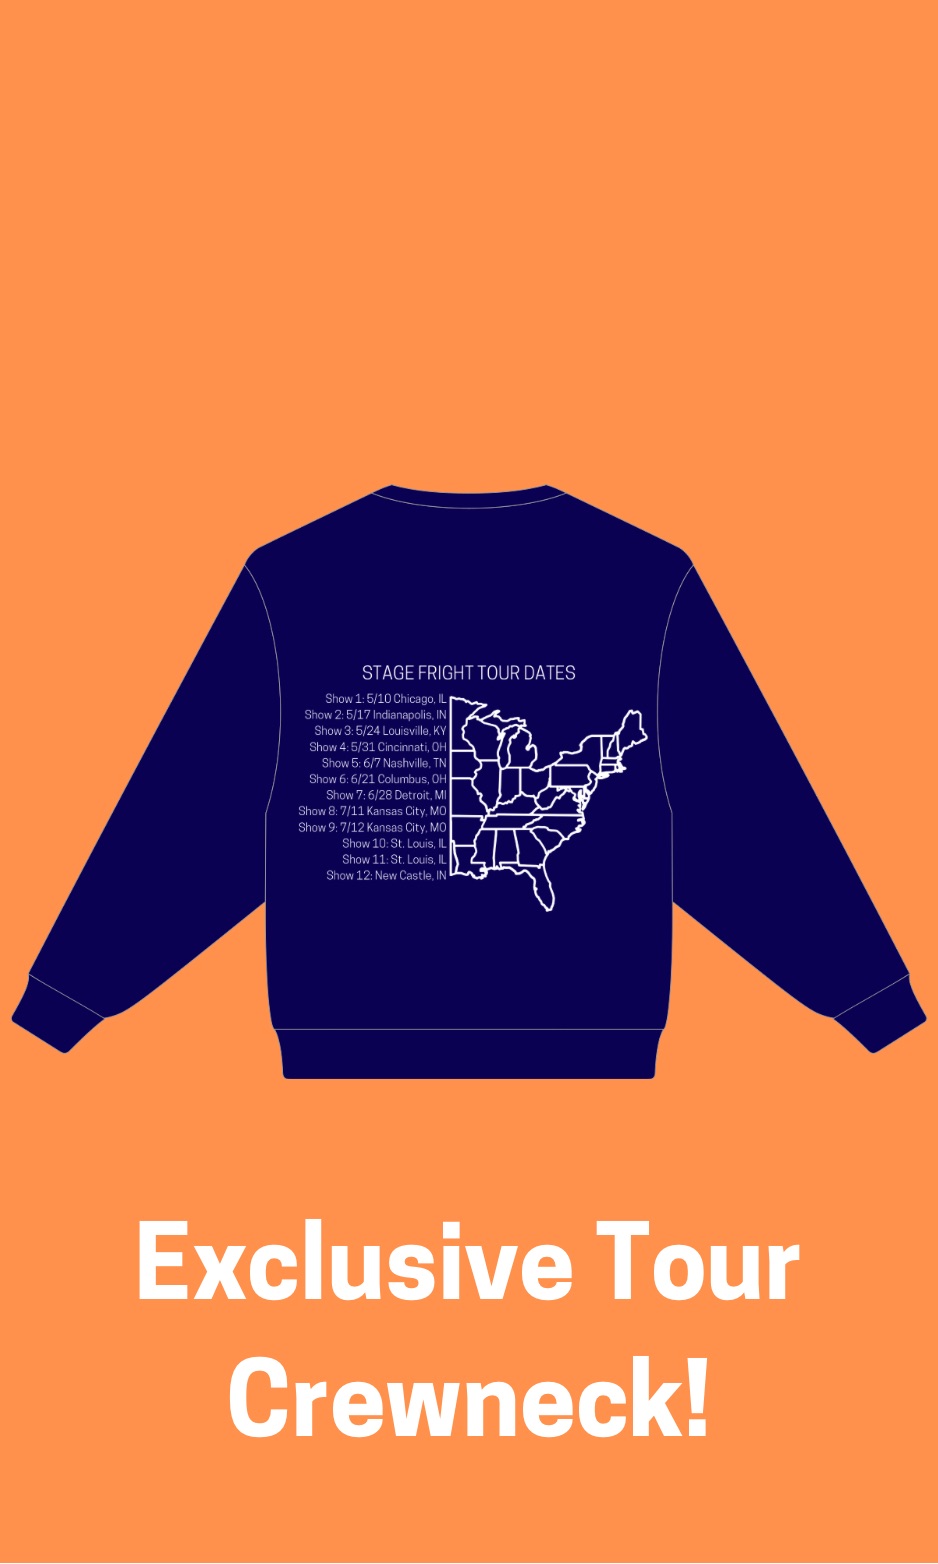 STAGE FRIGHT TOUR DATES
Show 1: 5/10 Chicago, IL
Show 2: 5/17 Indianapolis, IN
Show 3: 5/24 Louisville, KY
Show 4: 5/31 Cincinnati, OH
Show 5: 6/7 Nashville, TN
Show 6: 6/21 Columbus, OH
Show 7: 6/28 Detroit, MI
Show 8: 7/11 Kansas City, MO
Show 9: 7/12 Kansas City, MO
Show 10: St. Louis, IL
Show 11: St. Louis, IL
Show 12: New Castle, IN
Exclusive Tour
Crewneck!